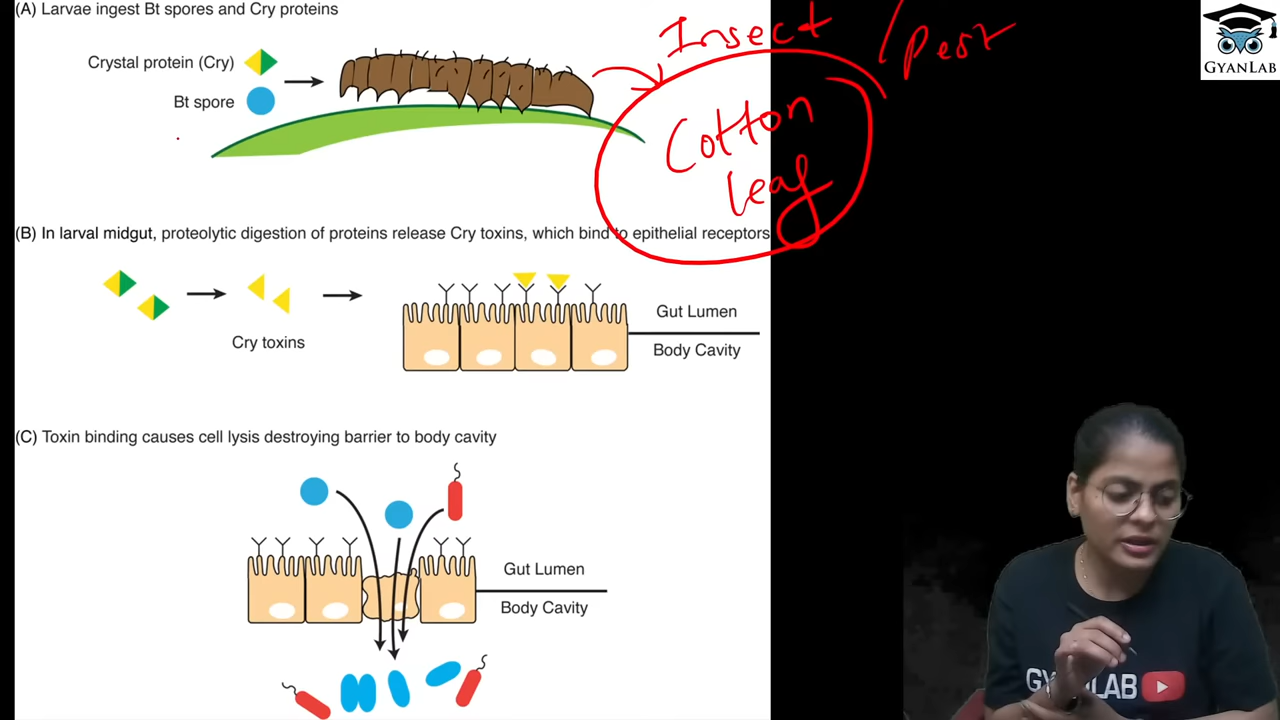 (A) Larvae ingest Bt spores and Cry proteins
Insect / Pest
Crystal protein (Cry)
Bt spore
Cotton
leaf
GYANLAB
(B) In larval midgut, proteolytic digestion of proteins release Cry toxins, which bind to epithelial receptors
Cry toxins
Gut Lumen
Body Cavity
(C) Toxin binding causes cell lysis destroying barrier to body cavity
Gut Lumen
Body Cavity
GYANLAB